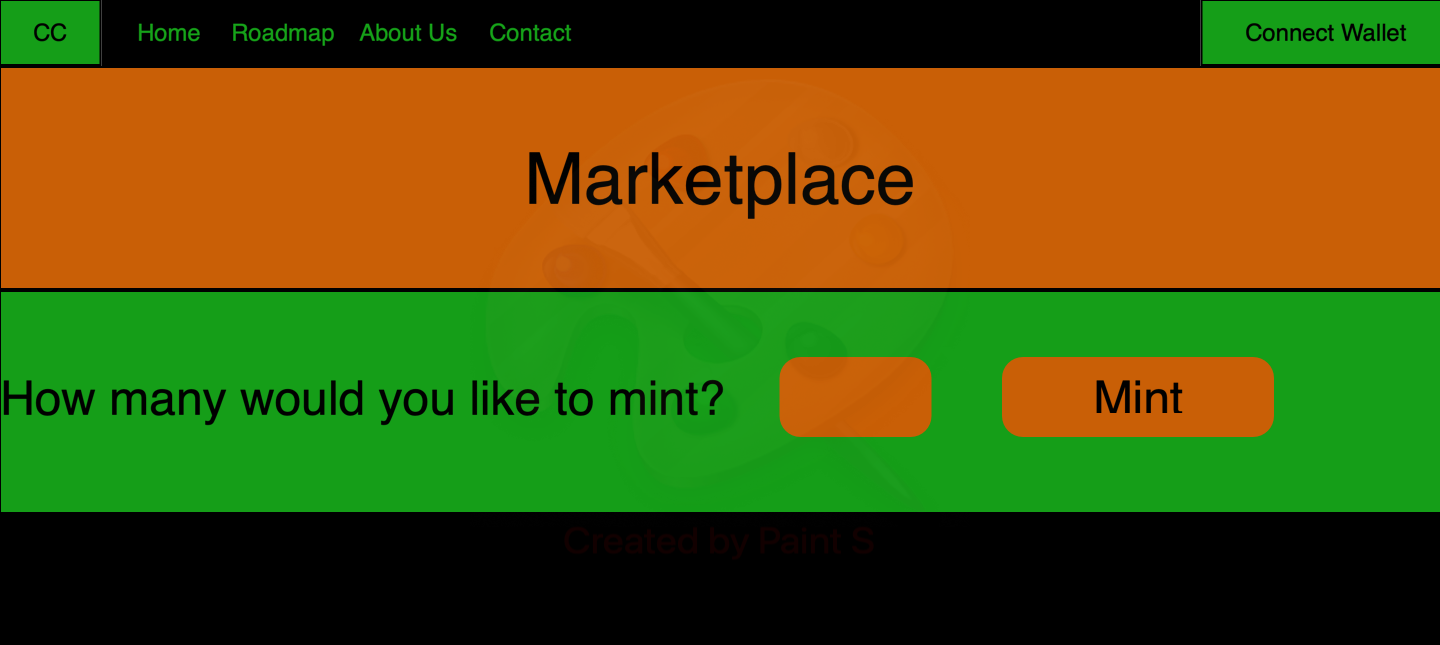 CC Home Roadmap About Us Contact Connect Wallet
Marketplace
How many would you like to mint? Mint
Created by Paint S